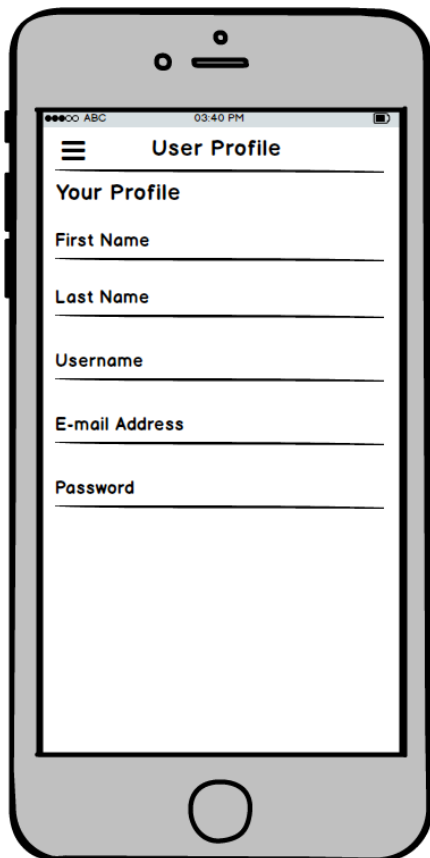 ABC 03:40 PM
User Profile
Your Profile
First Name
Last Name
Username
E-mail Address
Password